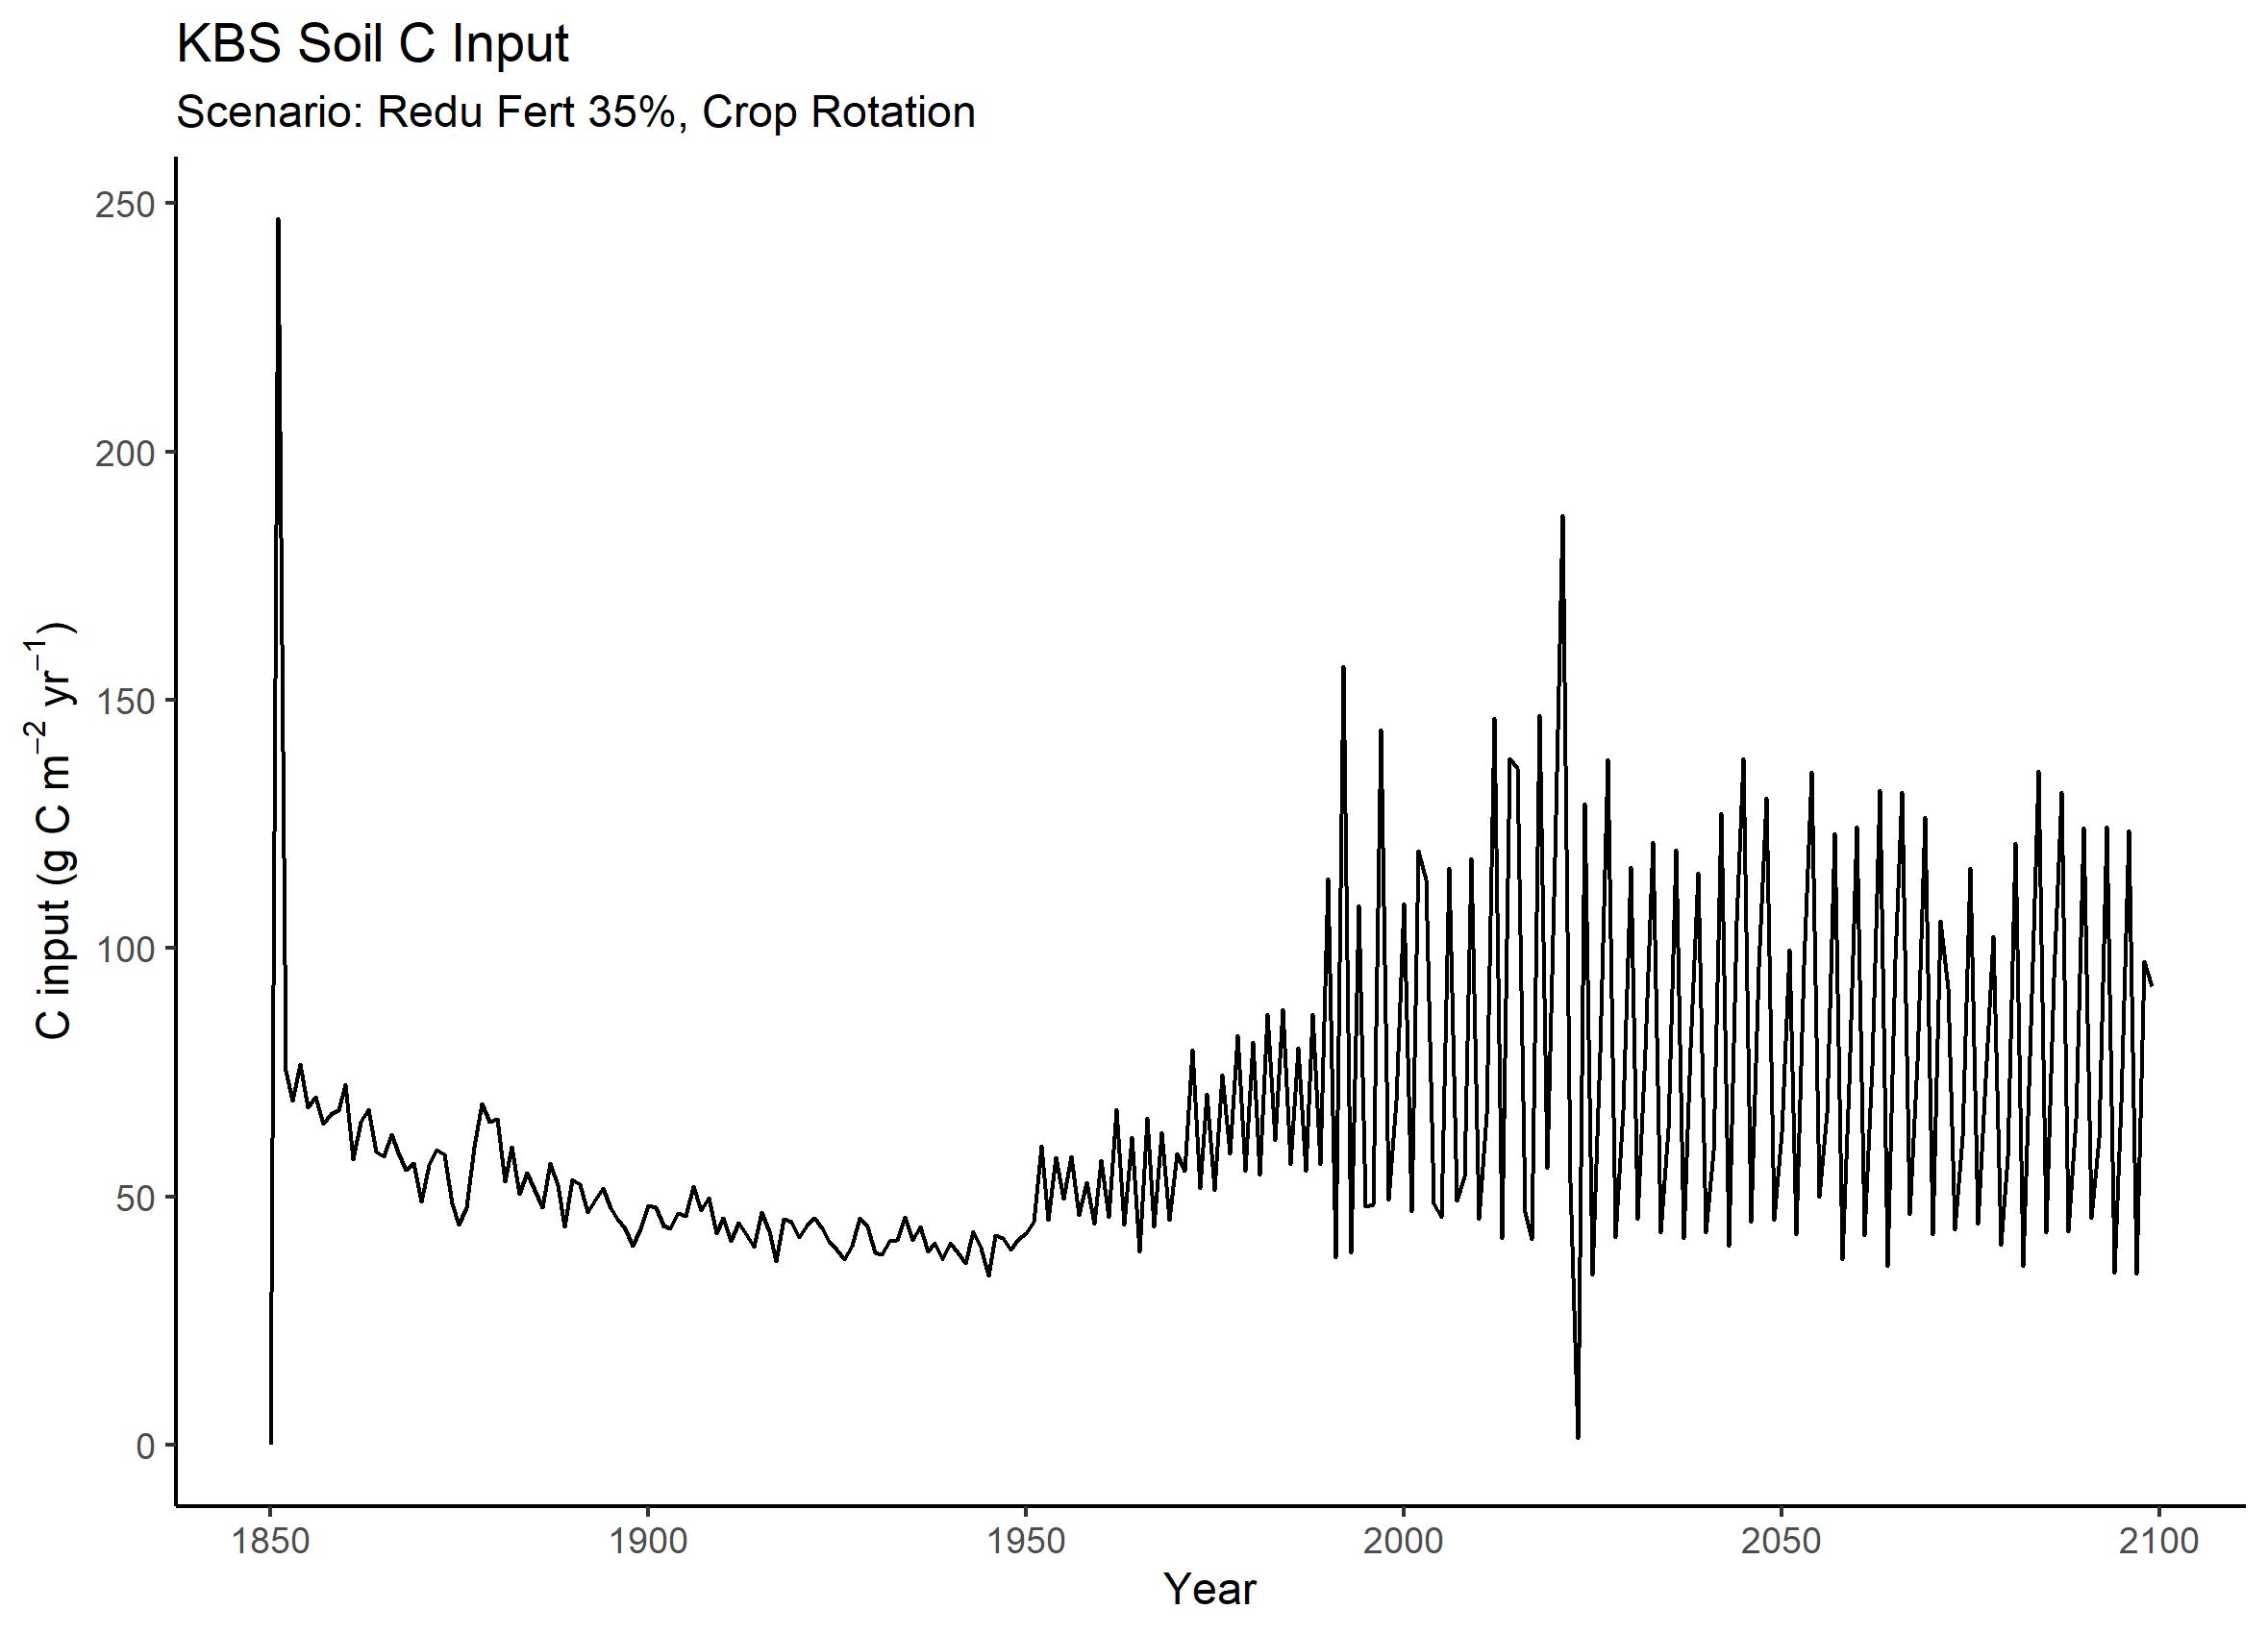 KBS Soil C Input
Scenario: Redu Fert 35%, Crop Rotation
250
200
150
100
50
0
C input (g C m⁻² yr⁻¹)
1850 1900 1950 2000 2050 2100
Year